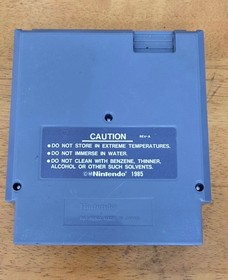 CAUTION
REV-A
●DO NOT STORE IN EXTREME TEMPERATURES.
●DO NOT IMMERSE IN WATER.
●DO NOT CLEAN WITH BENZENE, THINNER,
ALCOHOL OR OTHER SUCH SOLVENTS.
©Nintendo® 1985